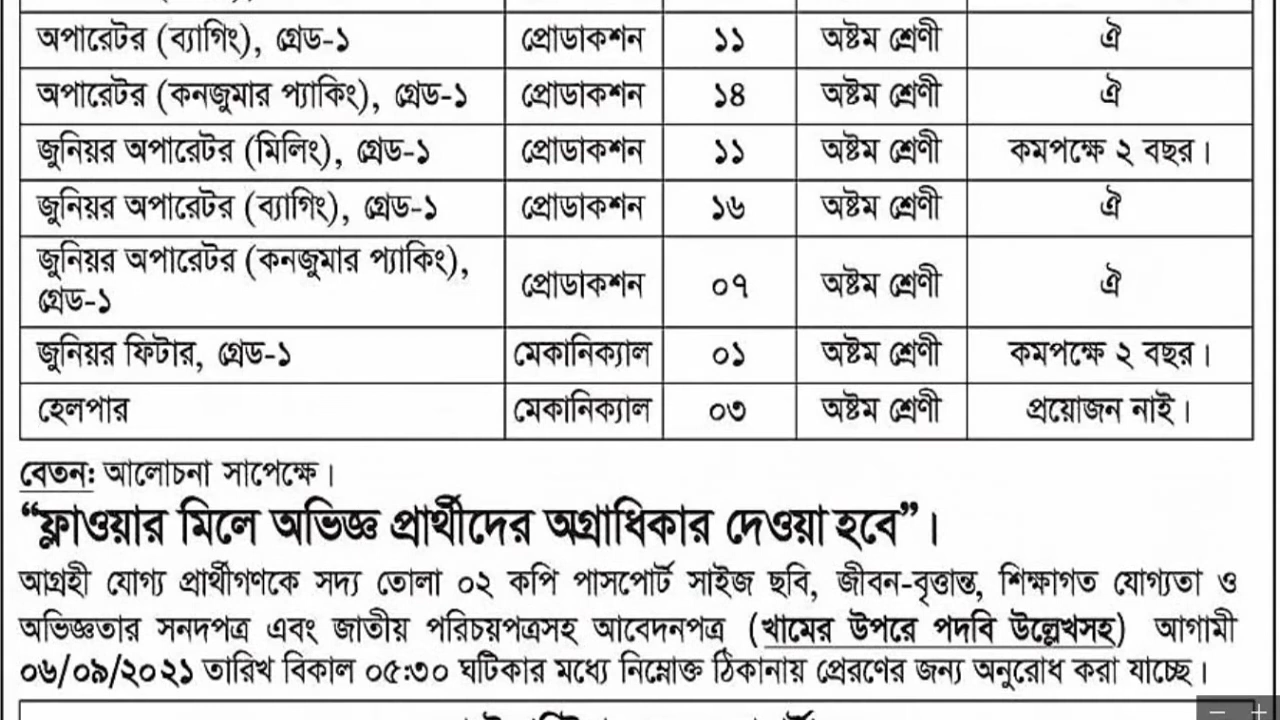 অপারেটর (ব্যাগিং), গ্রেড-১ প্রোডাকশন ১১ অষ্টম শ্রেণী ঐ
অপারেটর (কনজুমার প্যাকিং), গ্রেড-১ প্রোডাকশন ১৪ অষ্টম শ্রেণী ঐ
জুনিয়র অপারেটর (মিলিং), গ্রেড-১ প্রোডাকশন ১১ অষ্টম শ্রেণী কমপক্ষে ২ বছর।
জুনিয়র অপারেটর (ব্যাগিং), গ্রেড-১ প্রোডাকশন ১৬ অষ্টম শ্রেণী ঐ
জুনিয়র অপারেটর (কনজুমার প্যাকিং),
গ্রেড-১ প্রোডাকশন ০৭ অষ্টম শ্রেণী ঐ
জুনিয়র ফিটার, গ্রেড-১ মেকানিক্যাল ০১ অষ্টম শ্রেণী কমপক্ষে ২ বছর।
হেলপার মেকানিক্যাল ০৩ অষ্টম শ্রেণী প্রয়োজন নাই।
বেতন: আলোচনা সাপেক্ষে।
“ফ্লাওয়ার মিলে অভিজ্ঞ প্রার্থীদের অগ্রাধিকার দেওয়া হবে”।
আগ্রহী যোগ্য প্রার্থীগণকে সদ্য তোলা ০২ কপি পাসপোর্ট সাইজ ছবি, জীবন-বৃত্তান্ত, শিক্ষাগত যোগ্যতা ও
অভিজ্ঞতার সনদপত্র এবং জাতীয় পরিচয়পত্রসহ আবেদনপত্র (খামের উপরে পদবি উল্লেখসহ) আগামী
০৬/০৯/২০২১ তারিখ বিকাল ০৫:৩০ ঘটিকার মধ্যে নিম্নোক্ত ঠিকানায় প্রেরণের জন্য অনুরোধ করা যাচ্ছে।